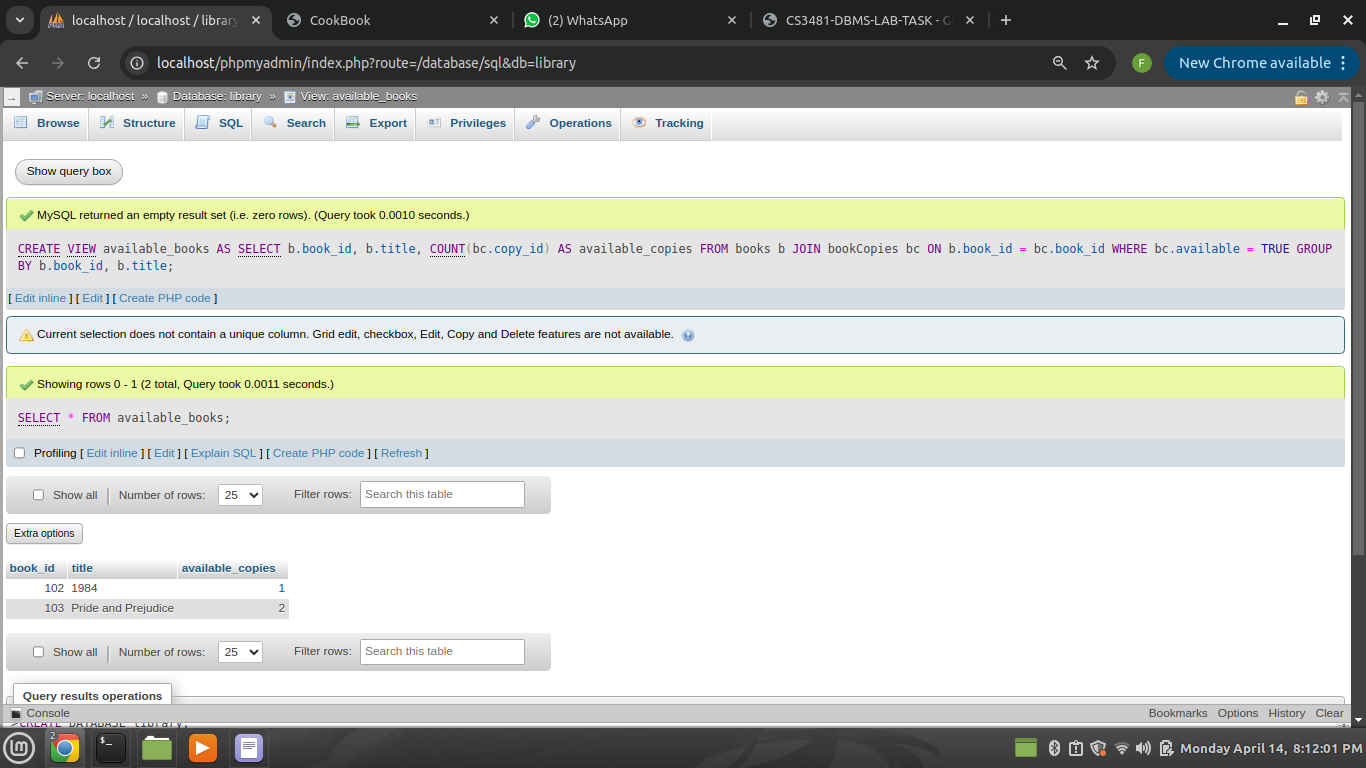 localhost / localhost / library
CookBook
(2) WhatsApp
CS3481-DBMS-LAB-TASK - G
localhost/phpmyadmin/index.php?route=/database/sql&db=library
F
New Chrome available
Server: localhost » Database: library » View: available_books
Browse Structure SQL Search Export Privileges Operations Tracking
Show query box
MySQL returned an empty result set (i.e. zero rows). (Query took 0.0010 seconds.)
CREATE VIEW available_books AS SELECT b.book_id, b.title, COUNT(bc.copy_id) AS available_copies FROM books b JOIN bookCopies bc ON b.book_id = bc.book_id WHERE bc.available = TRUE GROUP
BY b.book_id, b.title;
[ Edit inline ] [ Edit ] [ Create PHP code ]
Current selection does not contain a unique column. Grid edit, checkbox, Edit, Copy and Delete features are not available.
Showing rows 0 - 1 (2 total, Query took 0.0011 seconds.)
SELECT * FROM available_books;
Profiling [ Edit inline ] [ Edit ] [ Explain SQL ] [ Create PHP code ] [ Refresh ]
Show all | Number of rows: 25 Filter rows: Search this table
Extra options
book_id title available_copies
102 1984 1
103 Pride and Prejudice 2
Show all | Number of rows: 25 Filter rows: Search this table
Query results operations
Console Bookmarks Options History Clear
>CREATE DATABASE library;
2
$_
Monday April 14, 8:12:01 PM